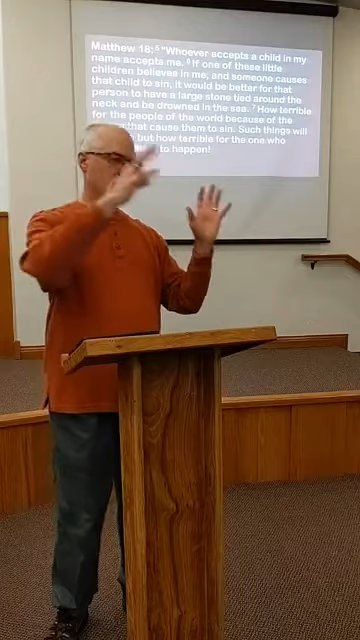 Matthew 18:⁵ "Whoever accepts a child in my
name accepts me. ⁶ If one of these little
children believes in me, and someone causes
that child to sin, it would be better for that
person to have a large stone tied around the
neck and be drowned in the sea. ⁷ How terrible
for the people of the world because of the
that cause them to sin. Such things will
but how terrible for the one who
to happen!